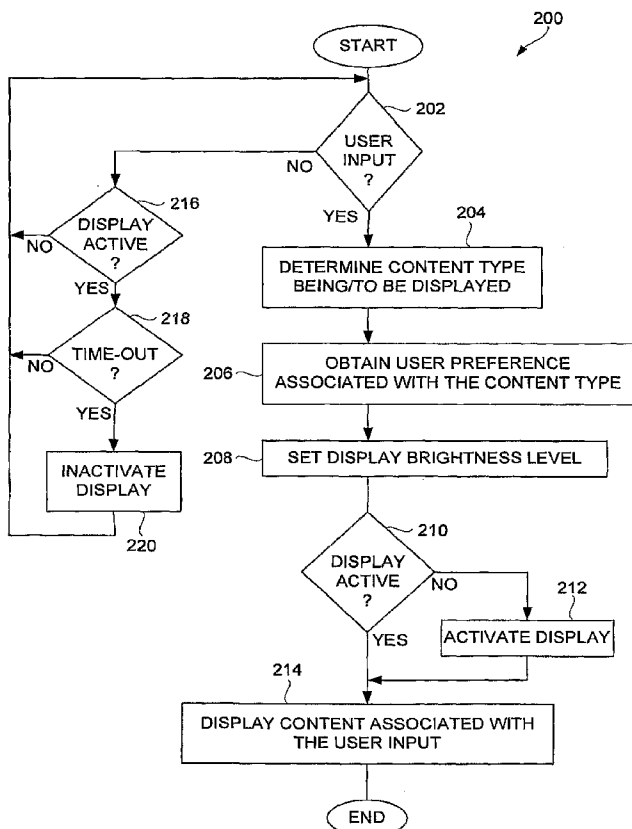 200
START
202
USER
INPUT
?
NO
YES
216
DISPLAY
ACTIVE
?
NO
YES
204
DETERMINE CONTENT TYPE
BEING/TO BE DISPLAYED
218
TIME-OUT
?
NO
YES
206
OBTAIN USER PREFERENCE
ASSOCIATED WITH THE CONTENT TYPE
208
SET DISPLAY BRIGHTNESS LEVEL
INACTIVATE
DISPLAY
220
210
DISPLAY
ACTIVE
?
NO
YES
212
ACTIVATE DISPLAY
214
DISPLAY CONTENT ASSOCIATED WITH
THE USER INPUT
END